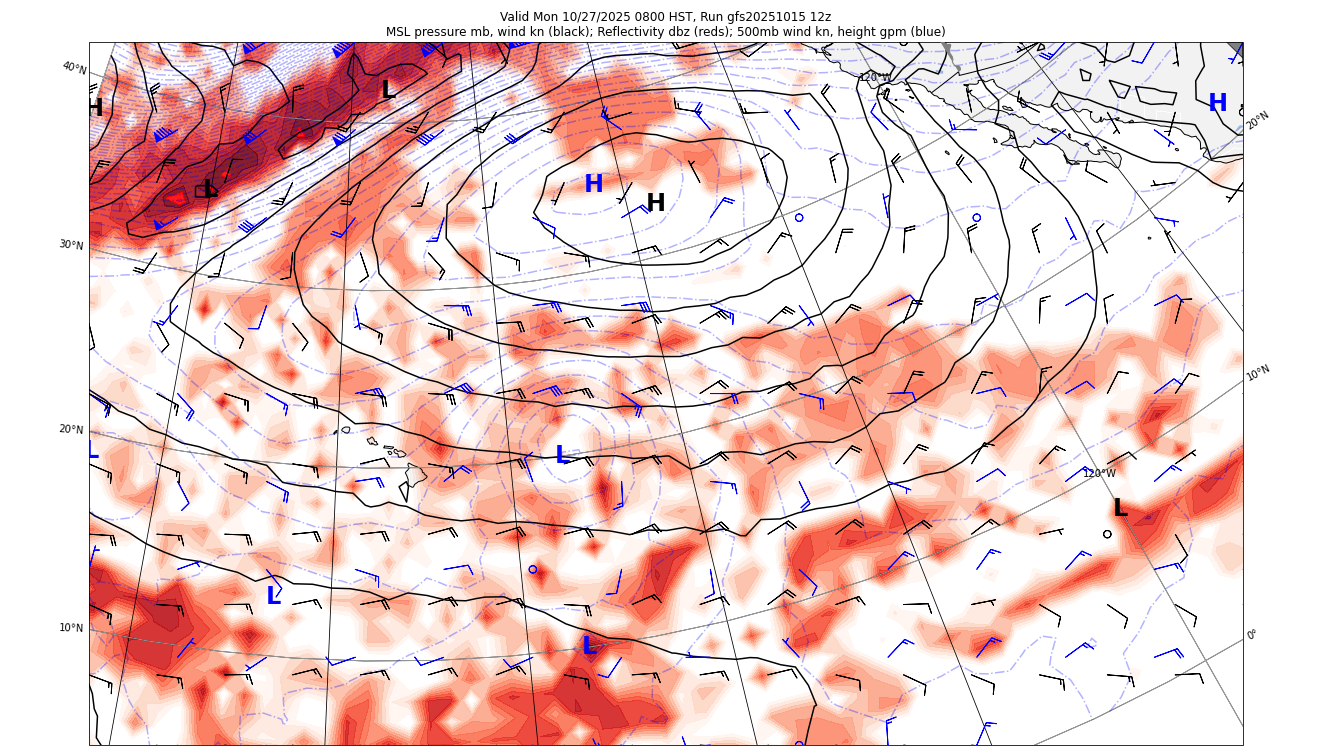 Valid Mon 10/27/2025 0800 HST, Run gfs20251015 12z
MSL pressure mb, wind kn (black); Reflectivity dbz (reds); 500mb wind kn, height gpm (blue)
40°N
120°W
H
L
H
20°N
L
H
H
30°N
10°N
20°N
L
L
120°W
L
L
10°N
L
0°